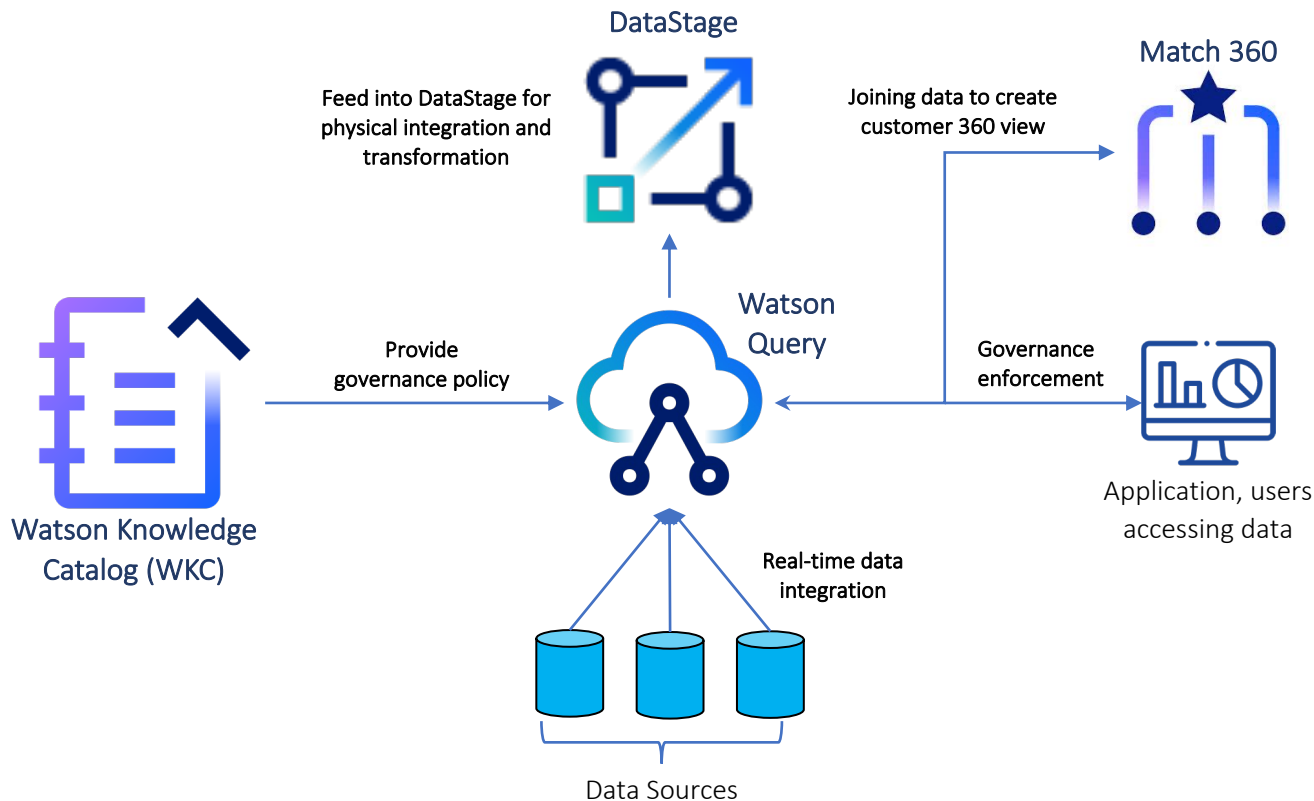 DataStage
Match 360
Feed into DataStage for
physical integration and
transformation
Joining data to create
customer 360 view
Watson
Query
Provide
governance policy
Governance
enforcement
Application, users
accessing data
Watson Knowledge
Catalog (WKC)
Real-time data
integration
Data Sources